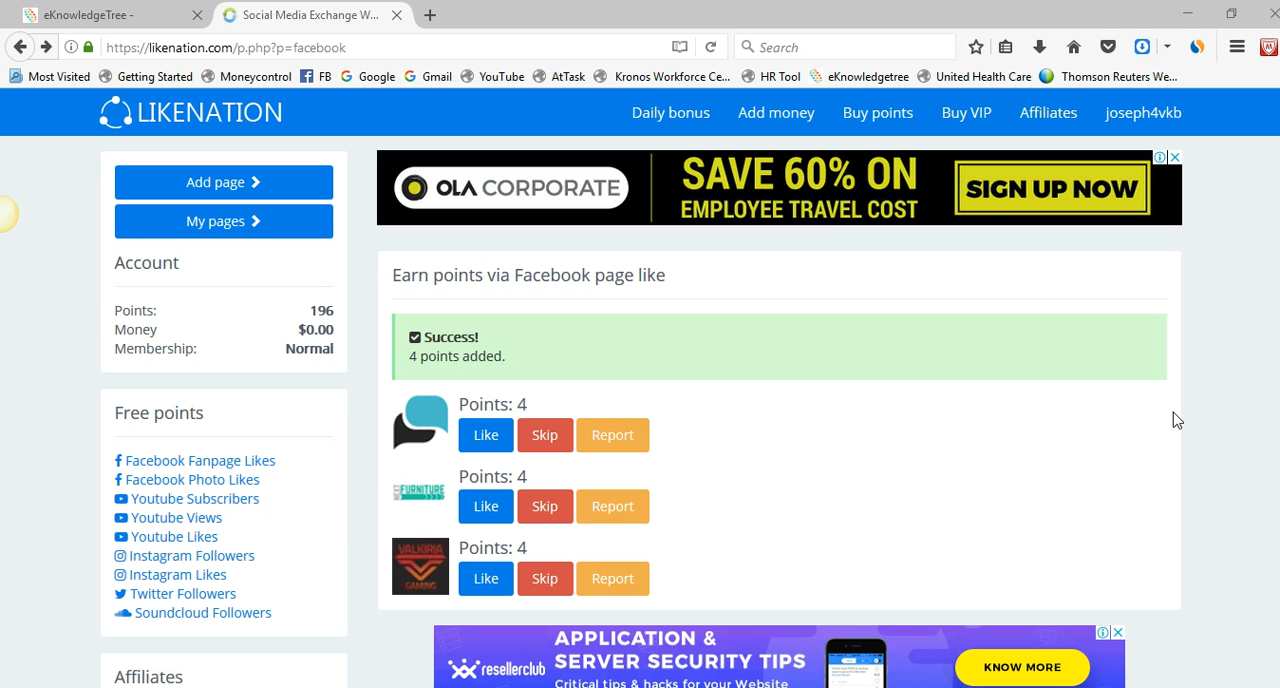 eKnowledgeTree -
Social Media Exchange W...
https://likenation.com/p.php?p=facebook
Search
Most Visited Getting Started Moneycontrol FB Google Gmail YouTube AtTask Kronos Workforce Ce... HR Tool eKnowledgetree United Health Care Thomson Reuters We...
LIKENATION
Daily bonus Add money Buy points Buy VIP Affiliates joseph4vkb
Add page
My pages
Account
Points: 196
Money $0.00
Membership: Normal
Free points
Facebook Fanpage Likes
Facebook Photo Likes
Youtube Subscribers
Youtube Views
Youtube Likes
Instagram Followers
Instagram Likes
Twitter Followers
Soundcloud Followers
Affiliates
OLA CORPORATE
SAVE 60% ON
EMPLOYEE TRAVEL COST
SIGN UP NOW
Earn points via Facebook page like
Success!
4 points added.
Points: 4
Like Skip Report
FURNITURE
Points: 4
Like Skip Report
VALKIRIA
GAMING
Points: 4
Like Skip Report
resellerclub
APPLICATION &
SERVER SECURITY TIPS
Critical tips & hacks for your Website
KNOW MORE